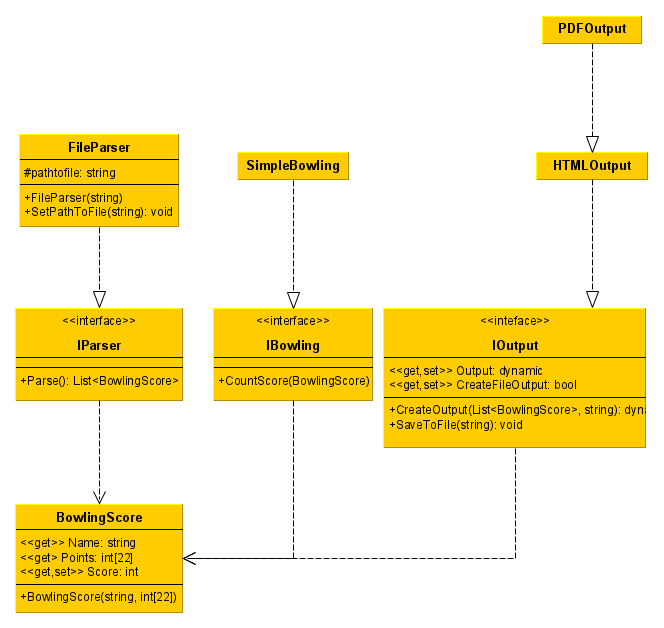 PDFOutput
FileParser
#pathtofile: string
+FileParser(string)
+SetPathToFile(string): void
SimpleBowling
HTMLOutput
<<interface>>
IParser
+Parse(): List<BowlingScore>
<<interface>>
IBowling
+CountScore(BowlingScore)
<<inteface>>
IOutput
<<get,set>> Output: dynamic
<<get,set>> CreateFileOutput: bool
+CreateOutput(List<BowlingScore>, string): dyna
+SaveToFile(string): void
BowlingScore
<<get>> Name: string
<<get> Points: int[22]
<<get,set>> Score: int
+BowlingScore(string, int[22])